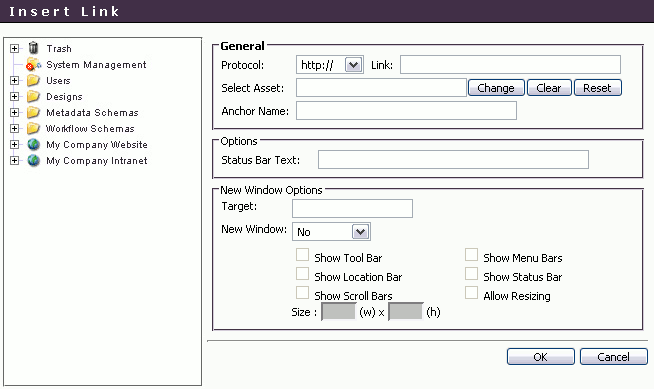 Insert Link
Trash
System Management
Users
Designs
Metadata Schemas
Workflow Schemas
My Company Website
My Company Intranet
General
Protocol: http:// Link:
Select Asset: Change Clear Reset
Anchor Name:
Options
Status Bar Text:
New Window Options
Target:
New Window: No
Show Tool Bar Show Menu Bars
Show Location Bar Show Status Bar
Show Scroll Bars Allow Resizing
Size : (w) x (h)
OK Cancel